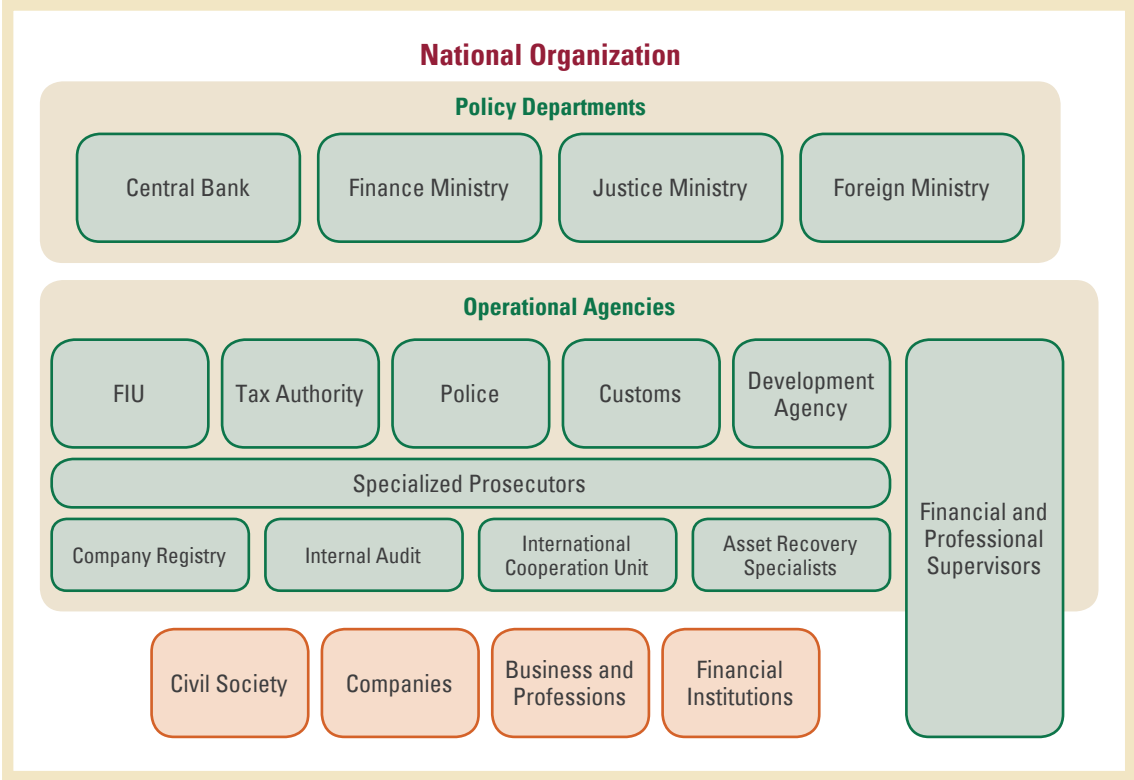 National Organization
Policy Departments
Central Bank
Finance Ministry
Justice Ministry
Foreign Ministry
Operational Agencies
FIU
Tax Authority
Police
Customs
Development
Agency
Specialized Prosecutors
Company Registry
Internal Audit
International
Cooperation Unit
Asset Recovery
Specialists
Financial and
Professional
Supervisors
Civil Society
Companies
Business and
Professions
Financial
Institutions